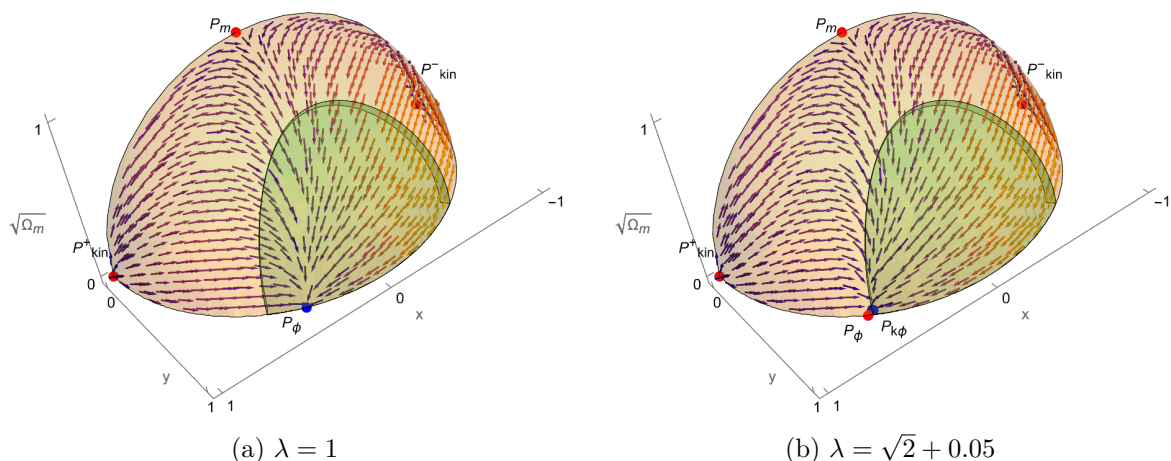 P_m
P^-_kin
1
√Ω_m
P^+_kin
0
0
-1
0
x
P_ϕ
y
1
1
(a) λ = 1
P_m
P^-_kin
1
√Ω_m
P^+_kin
0
0
-1
0
x
P_ϕ
P_kϕ
y
1
1
(b) λ = √2 + 0.05